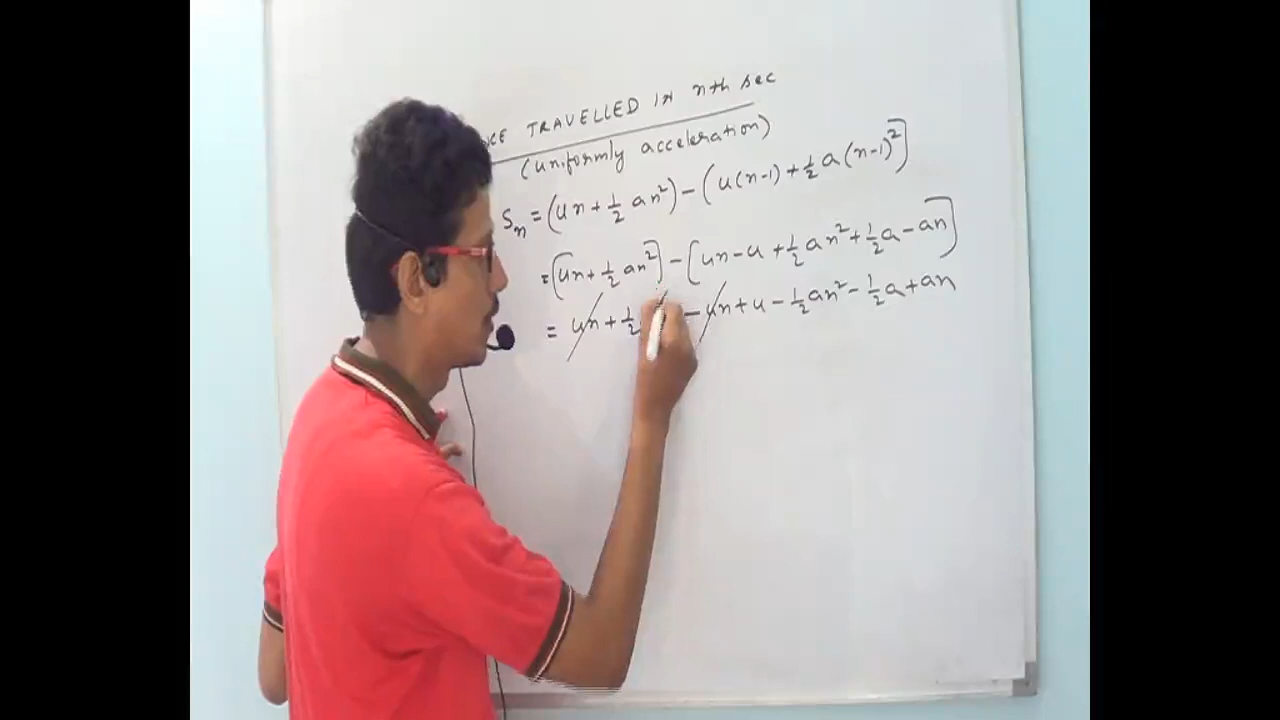 TRAVELLED IN nth sec
(uniformly acceleration)
Sₙ = (un + ½ an²) − (u(n-1) + ½ a(n-1)²)
= [un + ½ an²] − [un − u + ½ an² + ½ a − an]
= un + ½ − un + u − ½ an² − ½ a + an